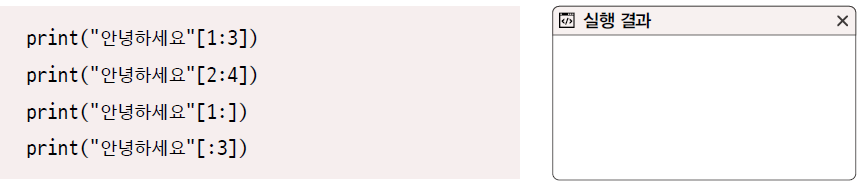 print("안녕하세요"[1:3])
print("안녕하세요"[2:4])
print("안녕하세요"[1:])
print("안녕하세요"[:3])
실행 결과